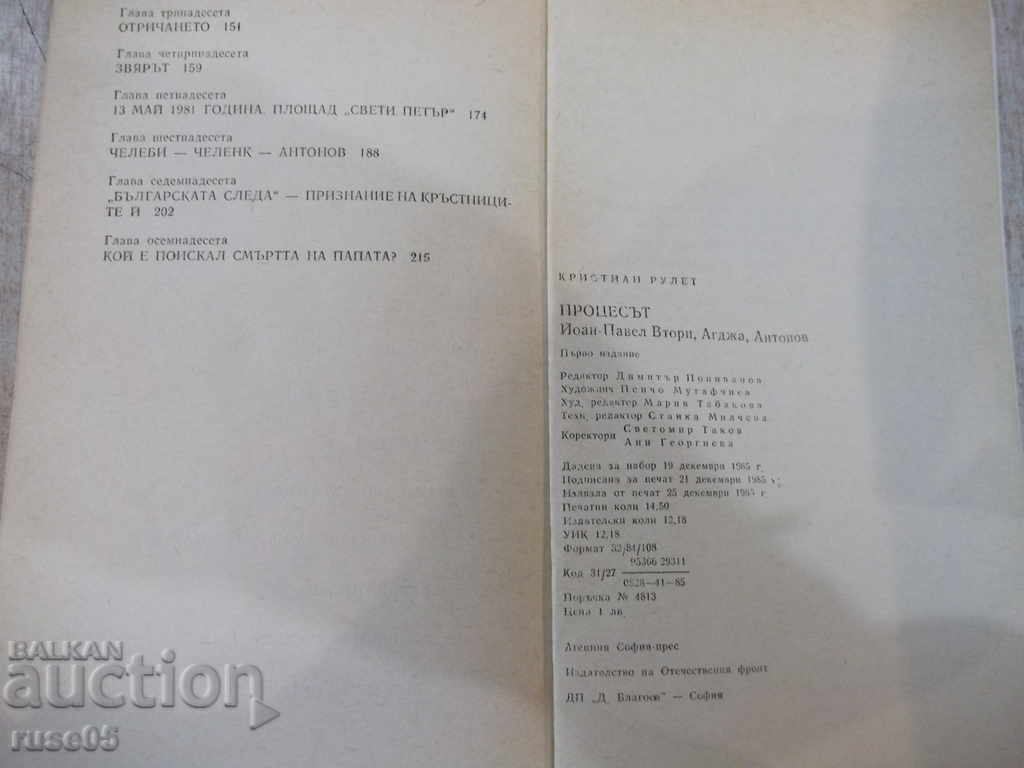 Глава тринадесета
ОТРИЧАНЕТО 151
Глава четиринадесета
ЗВЯРЪТ 159
Глава петнадесета
13 МАЙ 1981 ГОДИНА. ПЛОЩАД „СВЕТИ ПЕТЪР“ 174
Глава шестнадесета
ЧЕЛЕБИ — ЧЕЛЕНК — АНТОНОВ 188
Глава седемнадесета
„БЪЛГАРСКАТА СЛЕДА“ — ПРИЗНАНИЕ НА КРЪСТНИЦИ-
ТЕ Й 202
Глава осемнадесета
КОЙ Е ПОИСКАЛ СМЪРТТА НА ПАПАТА? 215
КРИСТИАН РУЛЕТ
ПРОЦЕСЪТ
Йоан-Павел Втори, Агджа, Антонов
Първо издание
Редактор Димитър Попиванов
Художник Пенчо Мутафчиев
Худ. редактор Мария Табакова
Техн. редактор Станка Милчева
Коректори Светомир Таков
Ани Георгиева
Дадена за набор 19 декември 1985 г.
Подписана за печат 21 декември 1985 г.
Излязла от печат 25 декември 1985 г.
Печатни коли 14,50
Издателски коли 12,18
УИК 12,18
Формат 32/84/108
Код 31/27 95366 29311
0828—41—85
Поръчка № 4813
Цена 1 лв.
Агенция София-прес
Издателство на Отечествения фронт
ДП „Д. Благоев“ — София
BALKAN
auction
ruse05